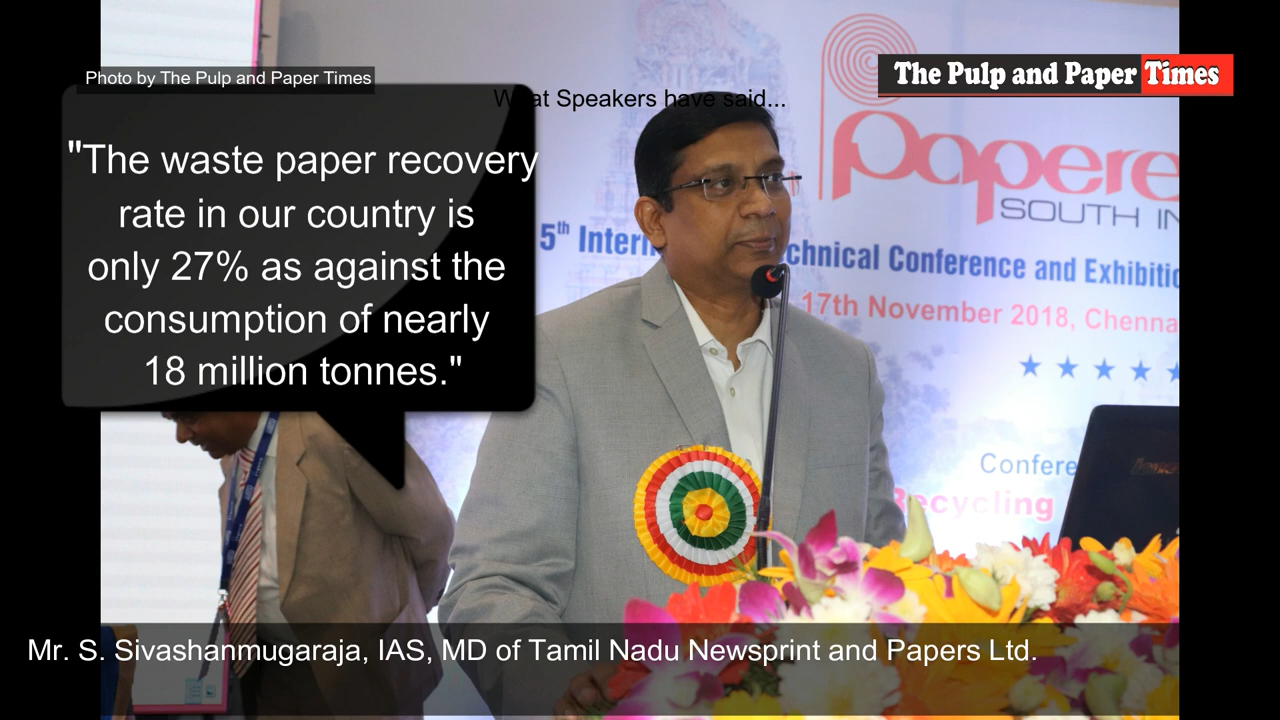 Photo by The Pulp and Paper Times
The Pulp and Paper Times
What Speakers have said...
"The waste paper recovery
rate in our country is
only 27% as against the
consumption of nearly
18 million tonnes."
Papere
SOUTH IN
5th Intern chnical Conference and Exhibitio
17th November 2018, Chenna
Confere
Recycling
Mr. S. Sivashanmugaraja, IAS, MD of Tamil Nadu Newsprint and Papers Ltd.